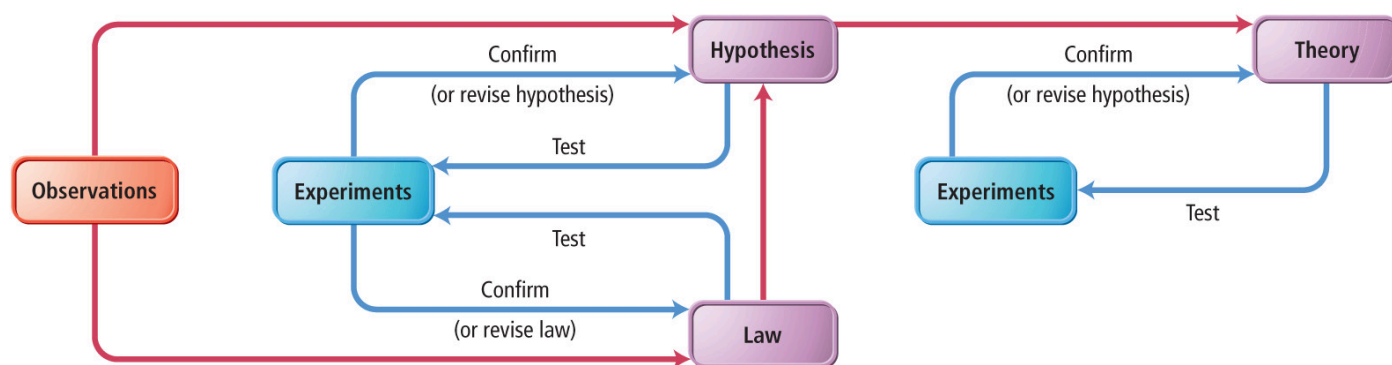 Observations
Hypothesis
Confirm
(or revise hypothesis)
Test
Experiments
Test
Confirm
(or revise law)
Law
Theory
Confirm
(or revise hypothesis)
Experiments
Test